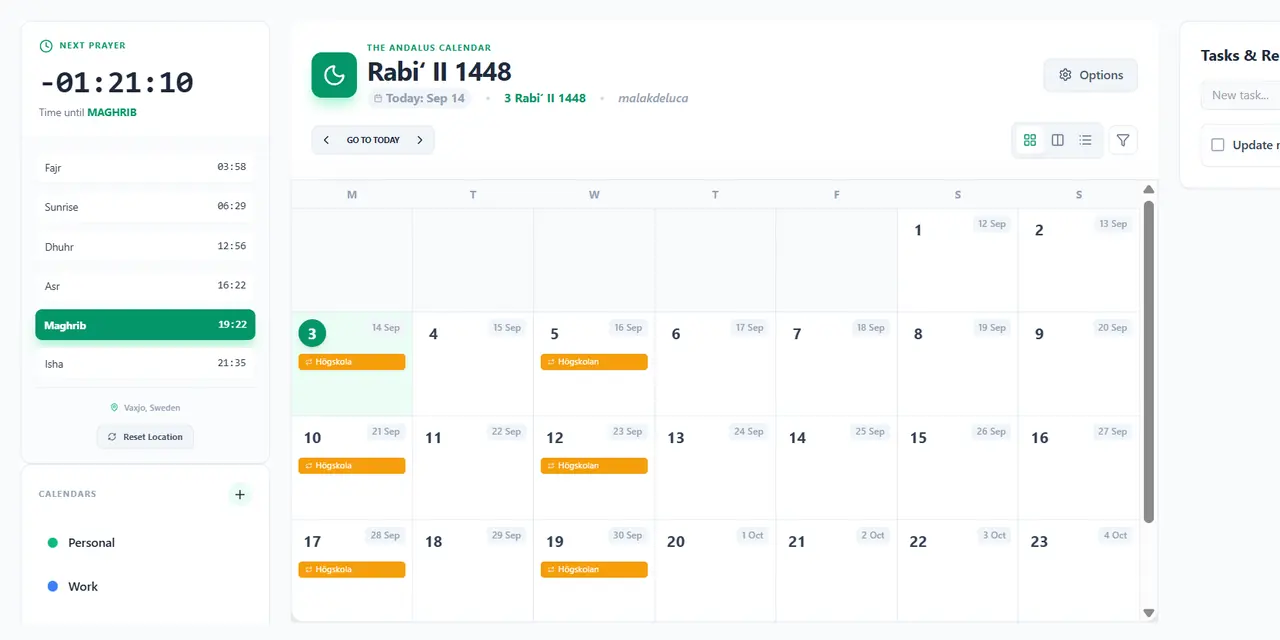 NEXT PRAYER
-01:21:10
Time until MAGHRIB
Fajr 03:58
Sunrise 06:29
Dhuhr 12:56
Asr 16:22
Maghrib 19:22
Isha 21:35
Vaxjo, Sweden
Reset Location
CALENDARS +
Personal
Work
THE ANDALUS CALENDAR
Rabiʻ II 1448
Today: Sep 14 • 3 Rabiʻ II 1448 • malakdeluca
Options
GO TO TODAY
M T W T F S S
1 12 Sep 2 13 Sep
3 14 Sep 4 15 Sep 5 16 Sep 6 17 Sep 7 18 Sep 8 19 Sep 9 20 Sep
Högskola Högskolan
10 21 Sep 11 22 Sep 12 23 Sep 13 24 Sep 14 25 Sep 15 26 Sep 16 27 Sep
Högskola Högskolan
17 28 Sep 18 29 Sep 19 30 Sep 20 1 Oct 21 2 Oct 22 3 Oct 23 4 Oct
Högskola Högskolan
Tasks & Re
New task...
Update